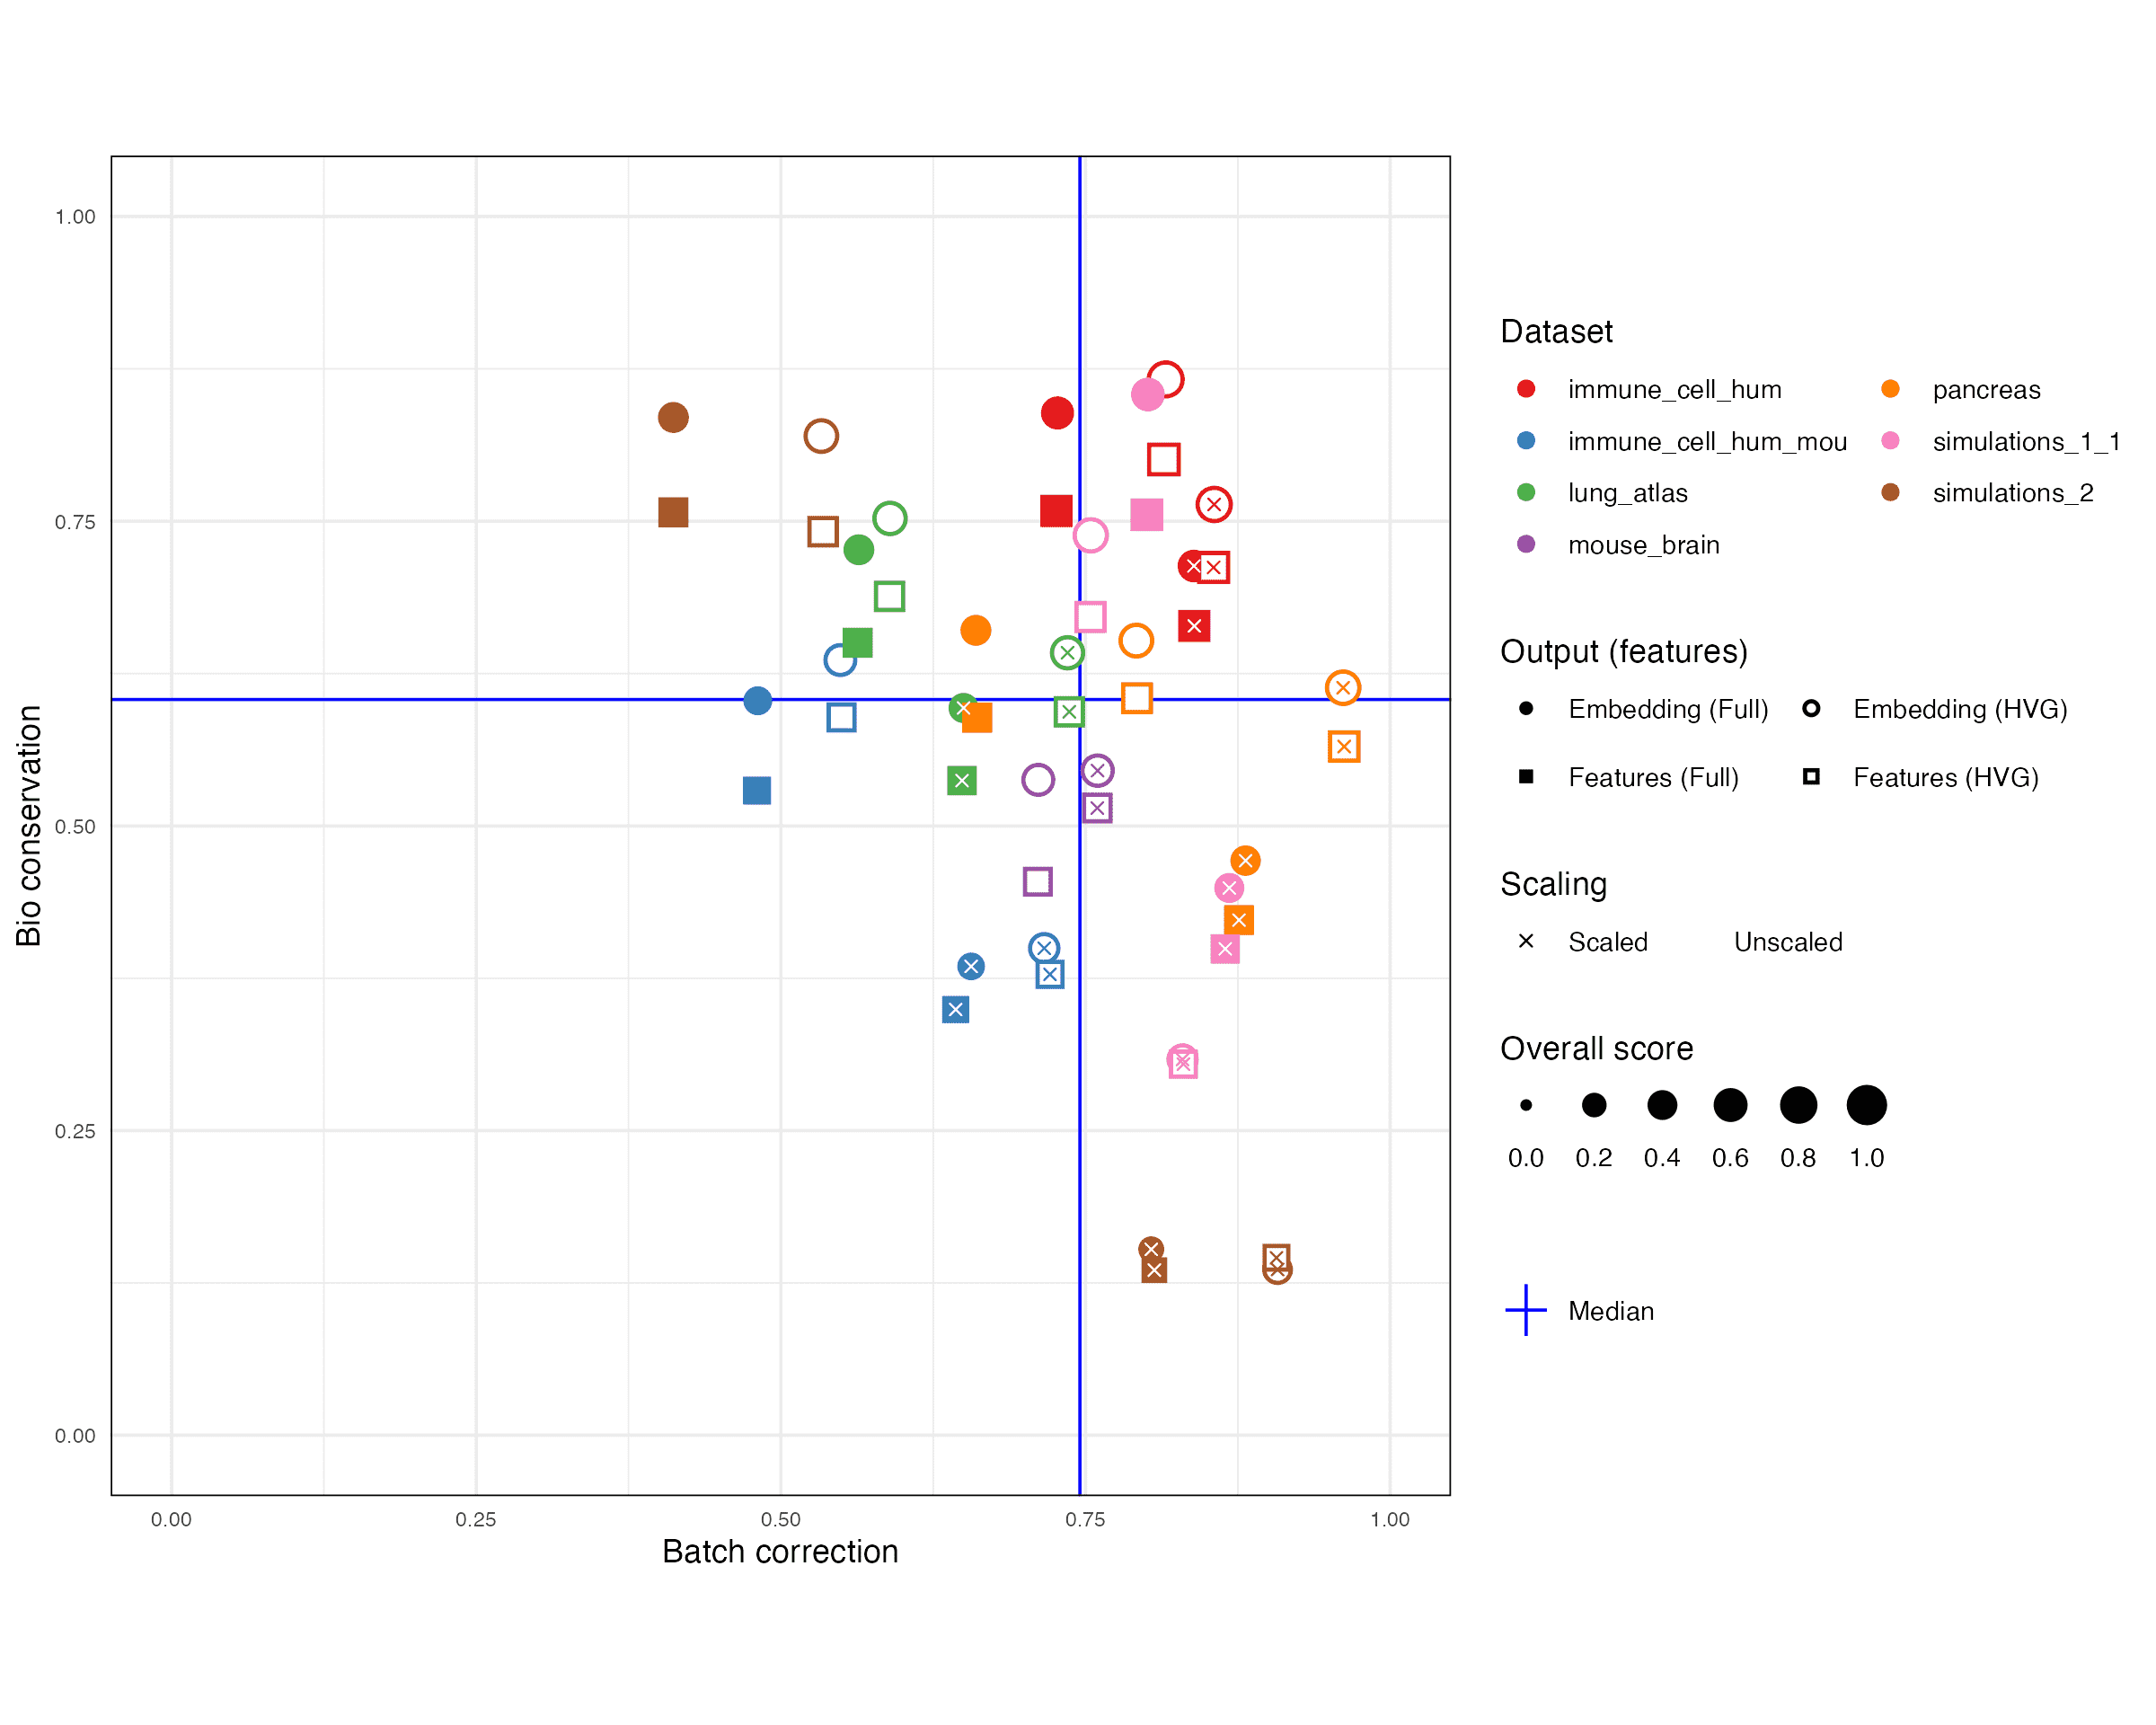 1.00
0.75
0.50
0.25
0.00
Bio conservation
0.00 0.25 0.50 0.75 1.00
Batch correction
Dataset
immune_cell_hum pancreas
immune_cell_hum_mou simulations_1_1
lung_atlas simulations_2
mouse_brain
Output (features)
Embedding (Full) Embedding (HVG)
Features (Full) Features (HVG)
Scaling
Scaled Unscaled
Overall score
0.0 0.2 0.4 0.6 0.8 1.0
Median